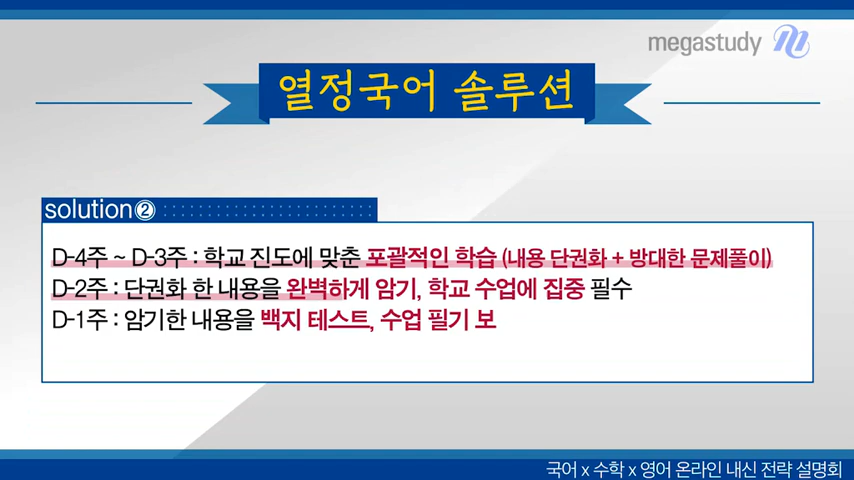 megastudy
열정국어 솔루션
solution②
D-4주 ~ D-3주 : 학교 진도에 맞춘 포괄적인 학습 (내용 단권화 + 방대한 문제풀이)
D-2주 : 단권화 한 내용을 완벽하게 암기, 학교 수업에 집중 필수
D-1주 : 암기한 내용을 백지 테스트, 수업 필기 보
국어 x 수학 x 영어 온라인 내신 전략 설명회